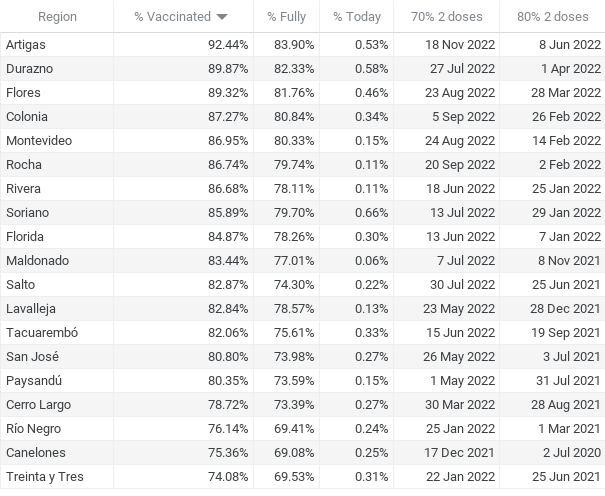 Region % Vaccinated % Fully % Today 70% 2 doses 80% 2 doses
Artigas 92.44% 83.90% 0.53% 18 Nov 2022 8 Jun 2022
Durazno 89.87% 82.33% 0.58% 27 Jul 2022 1 Apr 2022
Flores 89.32% 81.76% 0.46% 23 Aug 2022 28 Mar 2022
Colonia 87.27% 80.84% 0.34% 5 Sep 2022 26 Feb 2022
Montevideo 86.95% 80.33% 0.15% 24 Aug 2022 14 Feb 2022
Rocha 86.74% 79.74% 0.11% 20 Sep 2022 2 Feb 2022
Rivera 86.68% 78.11% 0.11% 18 Jun 2022 25 Jan 2022
Soriano 85.89% 79.70% 0.66% 13 Jul 2022 29 Jan 2022
Florida 84.87% 78.26% 0.30% 13 Jun 2022 7 Jan 2022
Maldonado 83.44% 77.01% 0.06% 7 Jul 2022 8 Nov 2021
Salto 82.87% 74.30% 0.22% 30 Jul 2022 25 Jun 2021
Lavalleja 82.84% 78.57% 0.13% 23 May 2022 28 Dec 2021
Tacuarembó 82.06% 75.61% 0.33% 15 Jun 2022 19 Sep 2021
San José 80.80% 73.98% 0.27% 26 May 2022 3 Jul 2021
Paysandú 80.35% 73.59% 0.15% 1 May 2022 31 Jul 2021
Cerro Largo 78.72% 73.39% 0.27% 30 Mar 2022 28 Aug 2021
Río Negro 76.14% 69.41% 0.24% 25 Jan 2022 1 Mar 2021
Canelones 75.36% 69.08% 0.25% 17 Dec 2021 2 Jul 2020
Treinta y Tres 74.08% 69.53% 0.31% 22 Jan 2022 25 Jun 2021